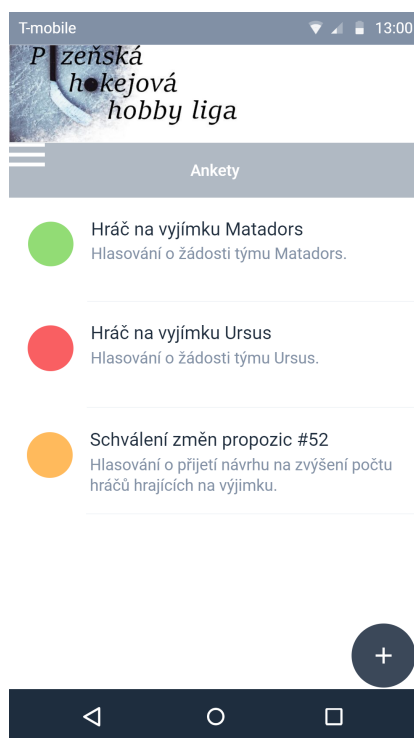 T-mobile 13:00
Plzeňská
hokejová
hobby liga
Ankety
Hráč na vyjímku Matadors
Hlasování o žádosti týmu Matadors.
Hráč na vyjímku Ursus
Hlasování o žádosti týmu Ursus.
Schválení změn propozic #52
Hlasování o přijetí návrhu na zvýšení počtu
hráčů hrajících na výjimku.
+